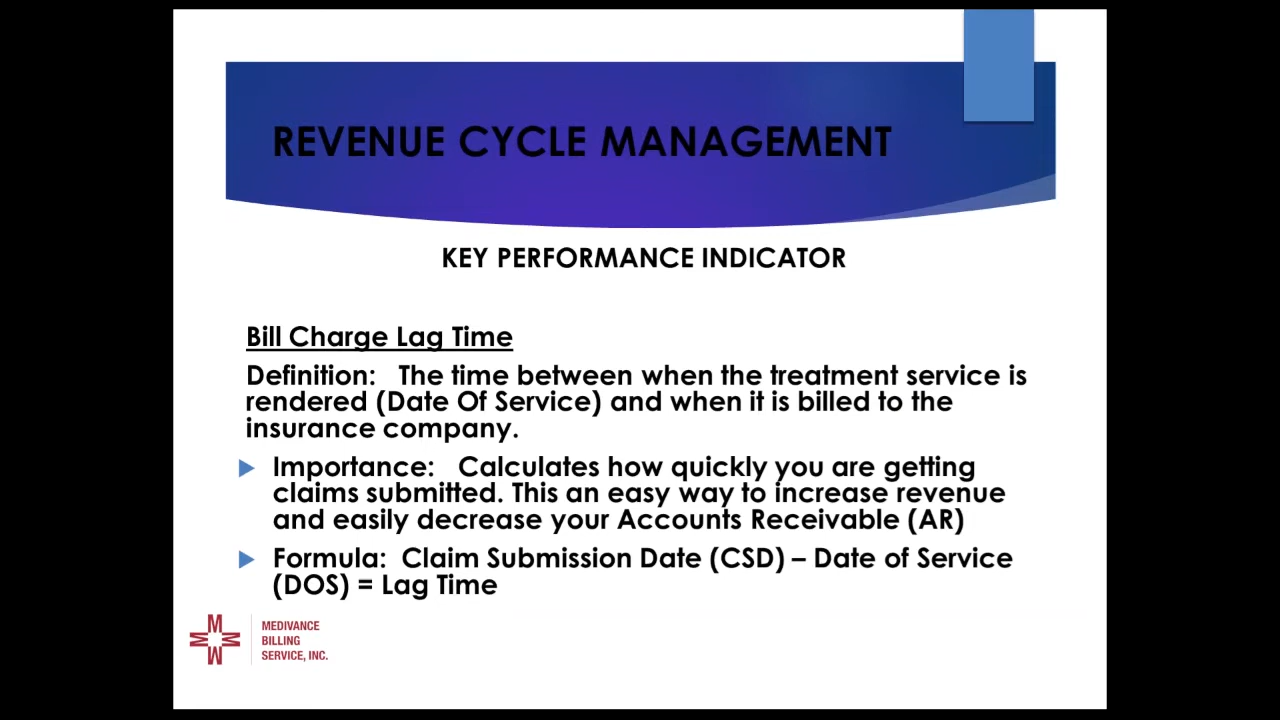 REVENUE CYCLE MANAGEMENT
KEY PERFORMANCE INDICATOR
Bill Charge Lag Time
Definition:   The time between when the treatment service is
rendered (Date Of Service) and when it is billed to the
insurance company.
Importance:   Calculates how quickly you are getting
claims submitted. This an easy way to increase revenue
and easily decrease your Accounts Receivable (AR)
Formula:  Claim Submission Date (CSD) – Date of Service
(DOS) = Lag Time
MEDIVANCE
BILLING
SERVICE, INC.